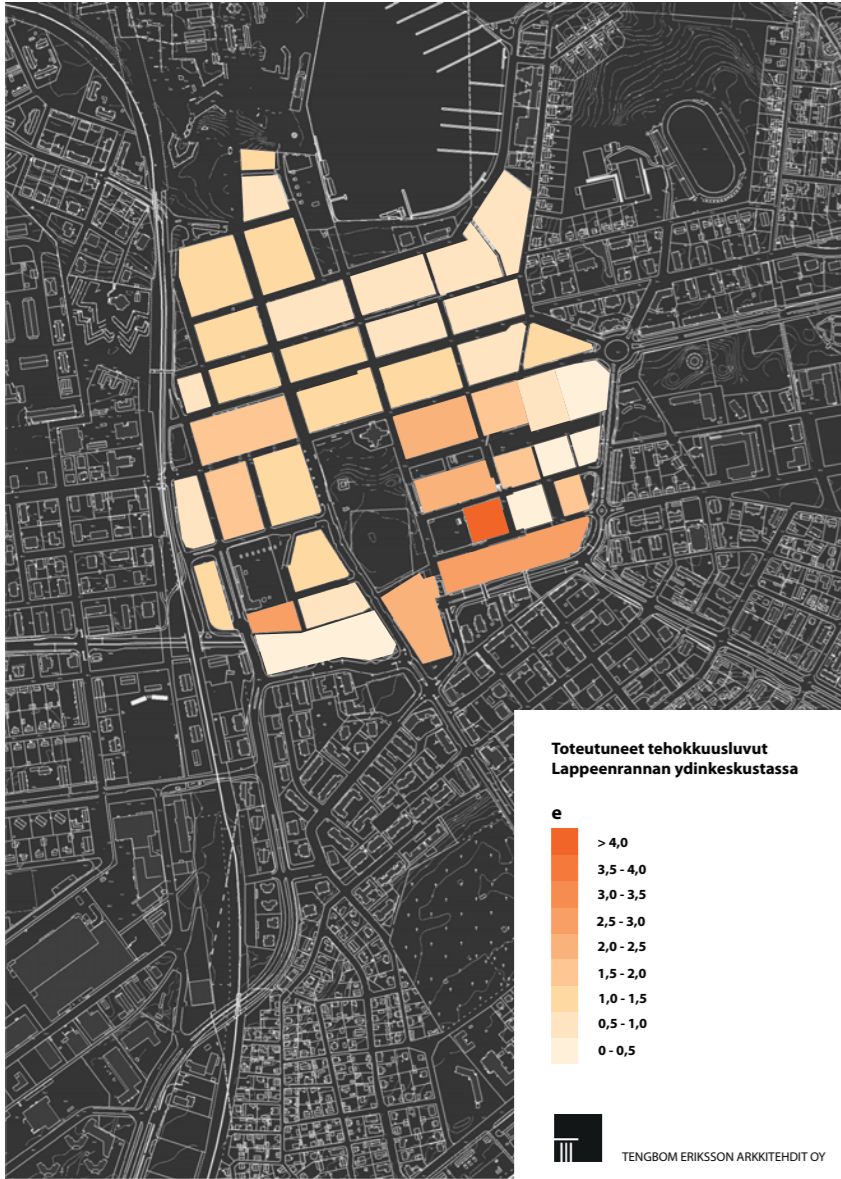 Toteutuneet tehokkuusluvut
Lappeenrannan ydinkeskustassa
e
> 4,0
3,5 - 4,0
3,0 - 3,5
2,5 - 3,0
2,0 - 2,5
1,5 - 2,0
1,0 - 1,5
0,5 - 1,0
0 - 0,5
TENGBOM ERIKSSON ARKKITEHDIT OY